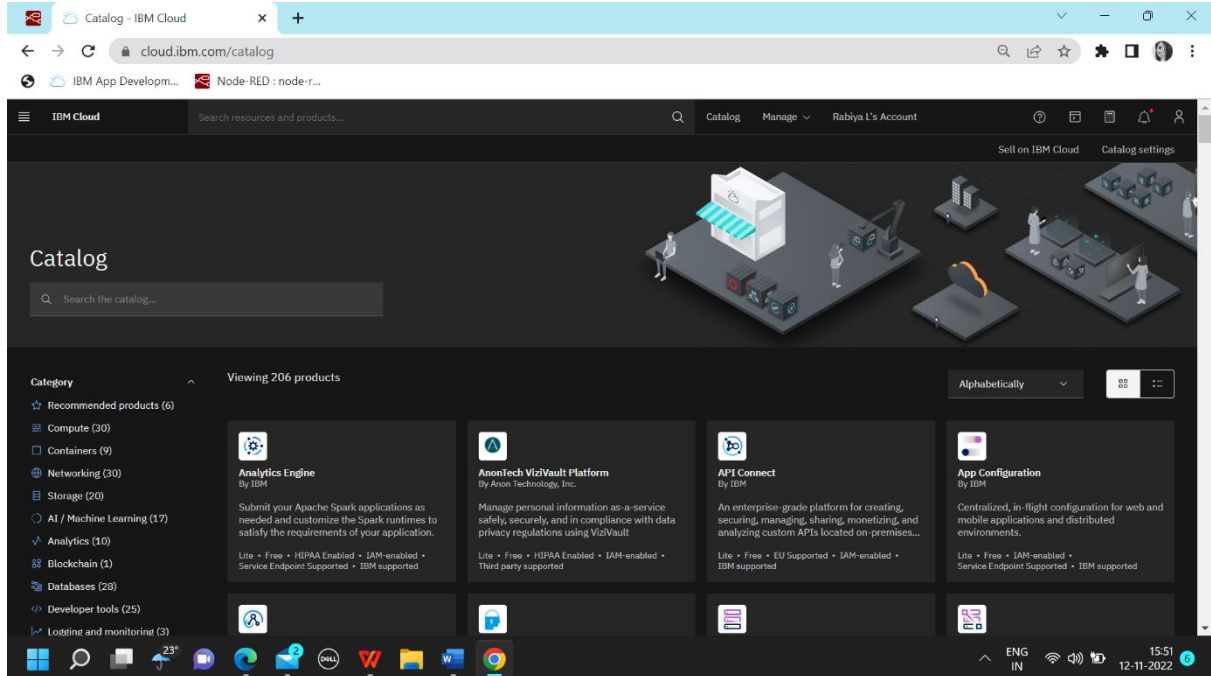 Catalog - IBM Cloud
cloud.ibm.com/catalog
IBM App Developm...
Node-RED : node-r...
IBM Cloud
Search resources and products...
Catalog
Manage
Rabiya L's Account
Sell on IBM Cloud
Catalog settings
Catalog
Search the catalog...
Category
Recommended products (6)
Compute (30)
Containers (9)
Networking (30)
Storage (20)
AI / Machine Learning (17)
Analytics (10)
Blockchain (1)
Databases (28)
Developer tools (25)
Logging and monitoring (3)
Viewing 206 products
Alphabetically
Analytics Engine
By IBM
Submit your Apache Spark applications as
needed and customize the Spark runtimes to
satisfy the requirements of your application.
Lite • Free • HIPAA Enabled • IAM-enabled •
Service Endpoint Supported • IBM supported
AnonTech ViziVault Platform
By Anon Technology, Inc.
Manage personal information as-a-service
safely, securely, and in compliance with data
privacy regulations using ViziVault
Lite • Free • HIPAA Enabled • IAM-enabled •
Third party supported
API Connect
By IBM
An enterprise-grade platform for creating,
securing, managing, sharing, monetizing, and
analyzing custom APIs located on-premises...
Lite • Free • EU Supported • IAM-enabled •
IBM supported
App Configuration
By IBM
Centralized, in-flight configuration for web and
mobile applications and distributed
environments.
Lite • Free • IAM-enabled •
Service Endpoint Supported • IBM supported
23°
2
DELL
W
W
ENG
IN
15:51
12-11-2022
6